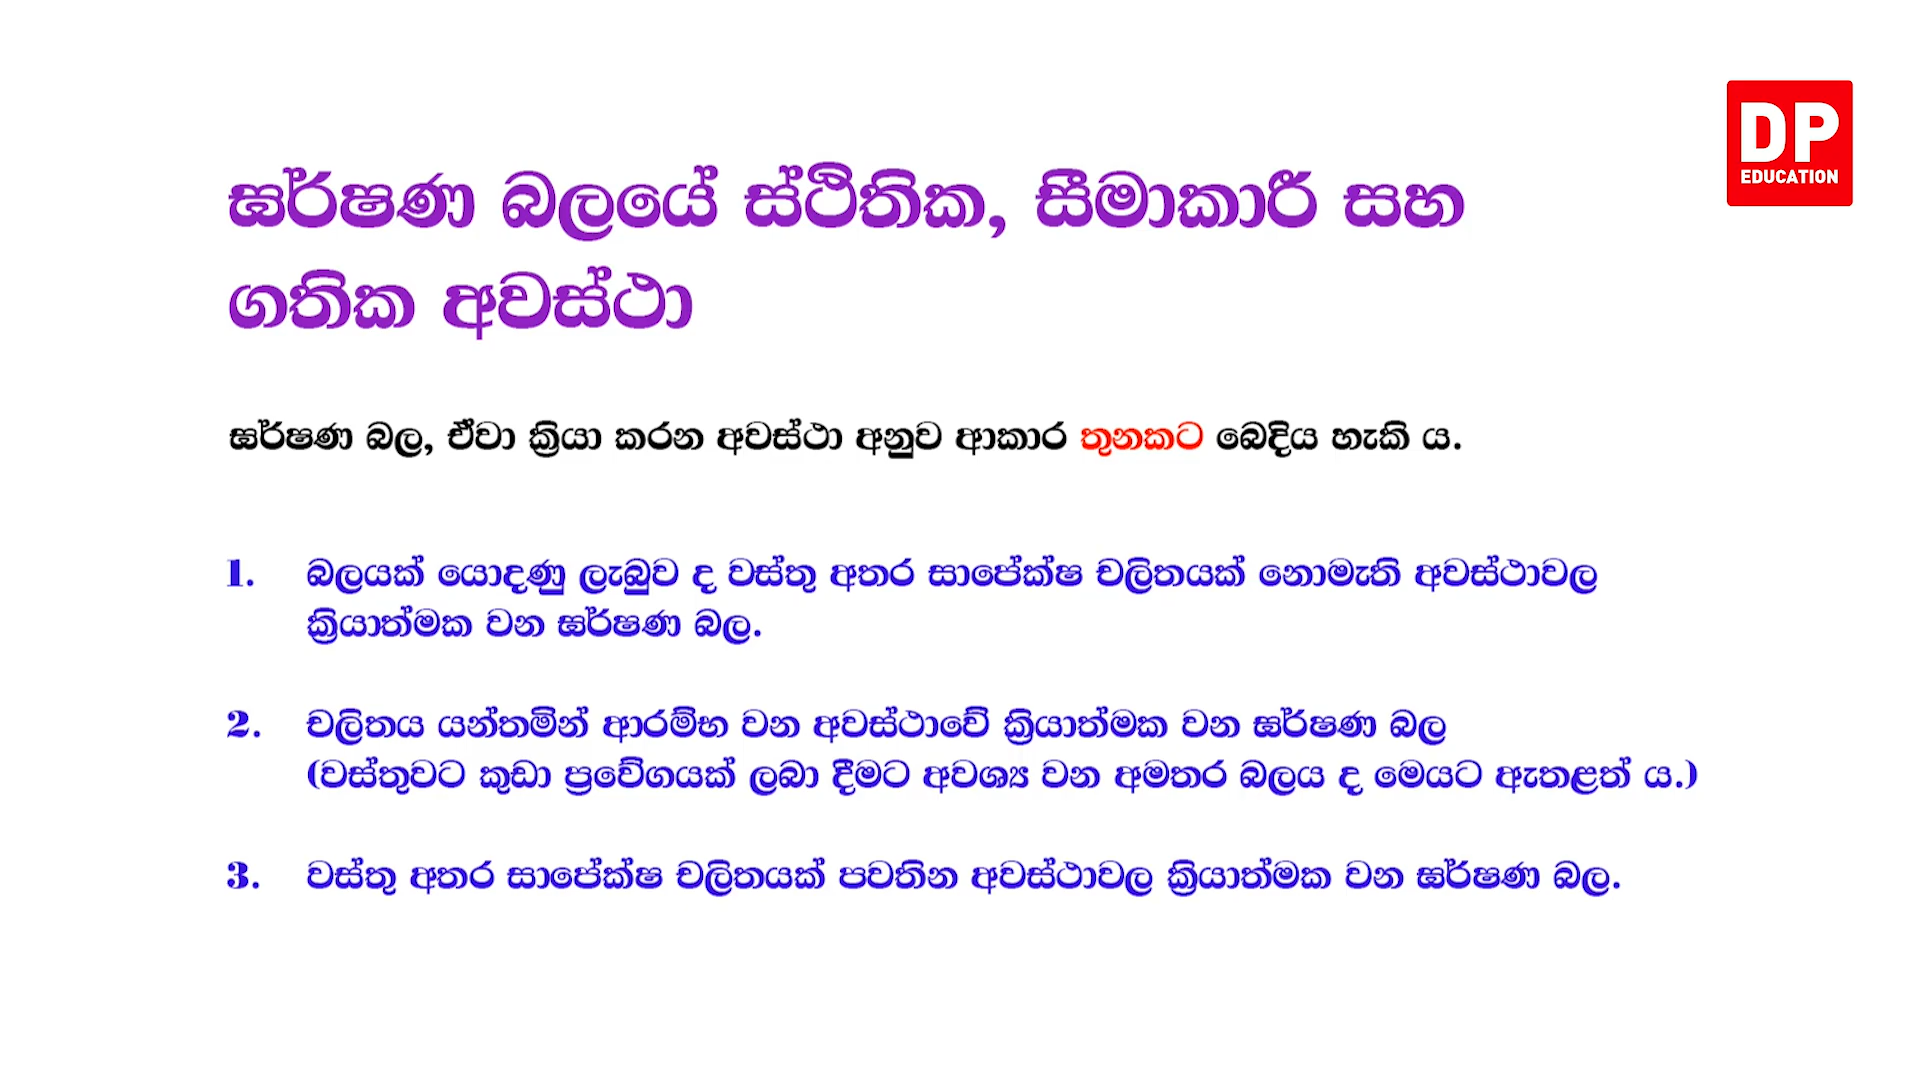 DP
EDUCATION
ඝර්ෂණ බලයේ ස්ථිතික, සීමාකාරී සහ
ගතික අවස්ථා
ඝර්ෂණ බල, ඒවා ක්‍රියා කරන අවස්ථා අනුව ආකාර තුනකට බෙදිය හැකි ය.
1. බලයක් යොදණු ලැබුව ද වස්තු අතර සාපේක්ෂ චලිතයක් නොමැති අවස්ථාවල
ක්‍රියාත්මක වන ඝර්ෂණ බල.
2. චලිතය යන්තමින් ආරම්භ වන අවස්ථාවේ ක්‍රියාත්මක වන ඝර්ෂණ බල
(වස්තුවට කුඩා ප්‍රවේගයක් ලබා දීමට අවශ්‍ය වන අමතර බලය ද මෙයට ඇතළත් ය.)
3. වස්තු අතර සාපේක්ෂ චලිතයක් පවතින අවස්ථාවල ක්‍රියාත්මක වන ඝර්ෂණ බල.